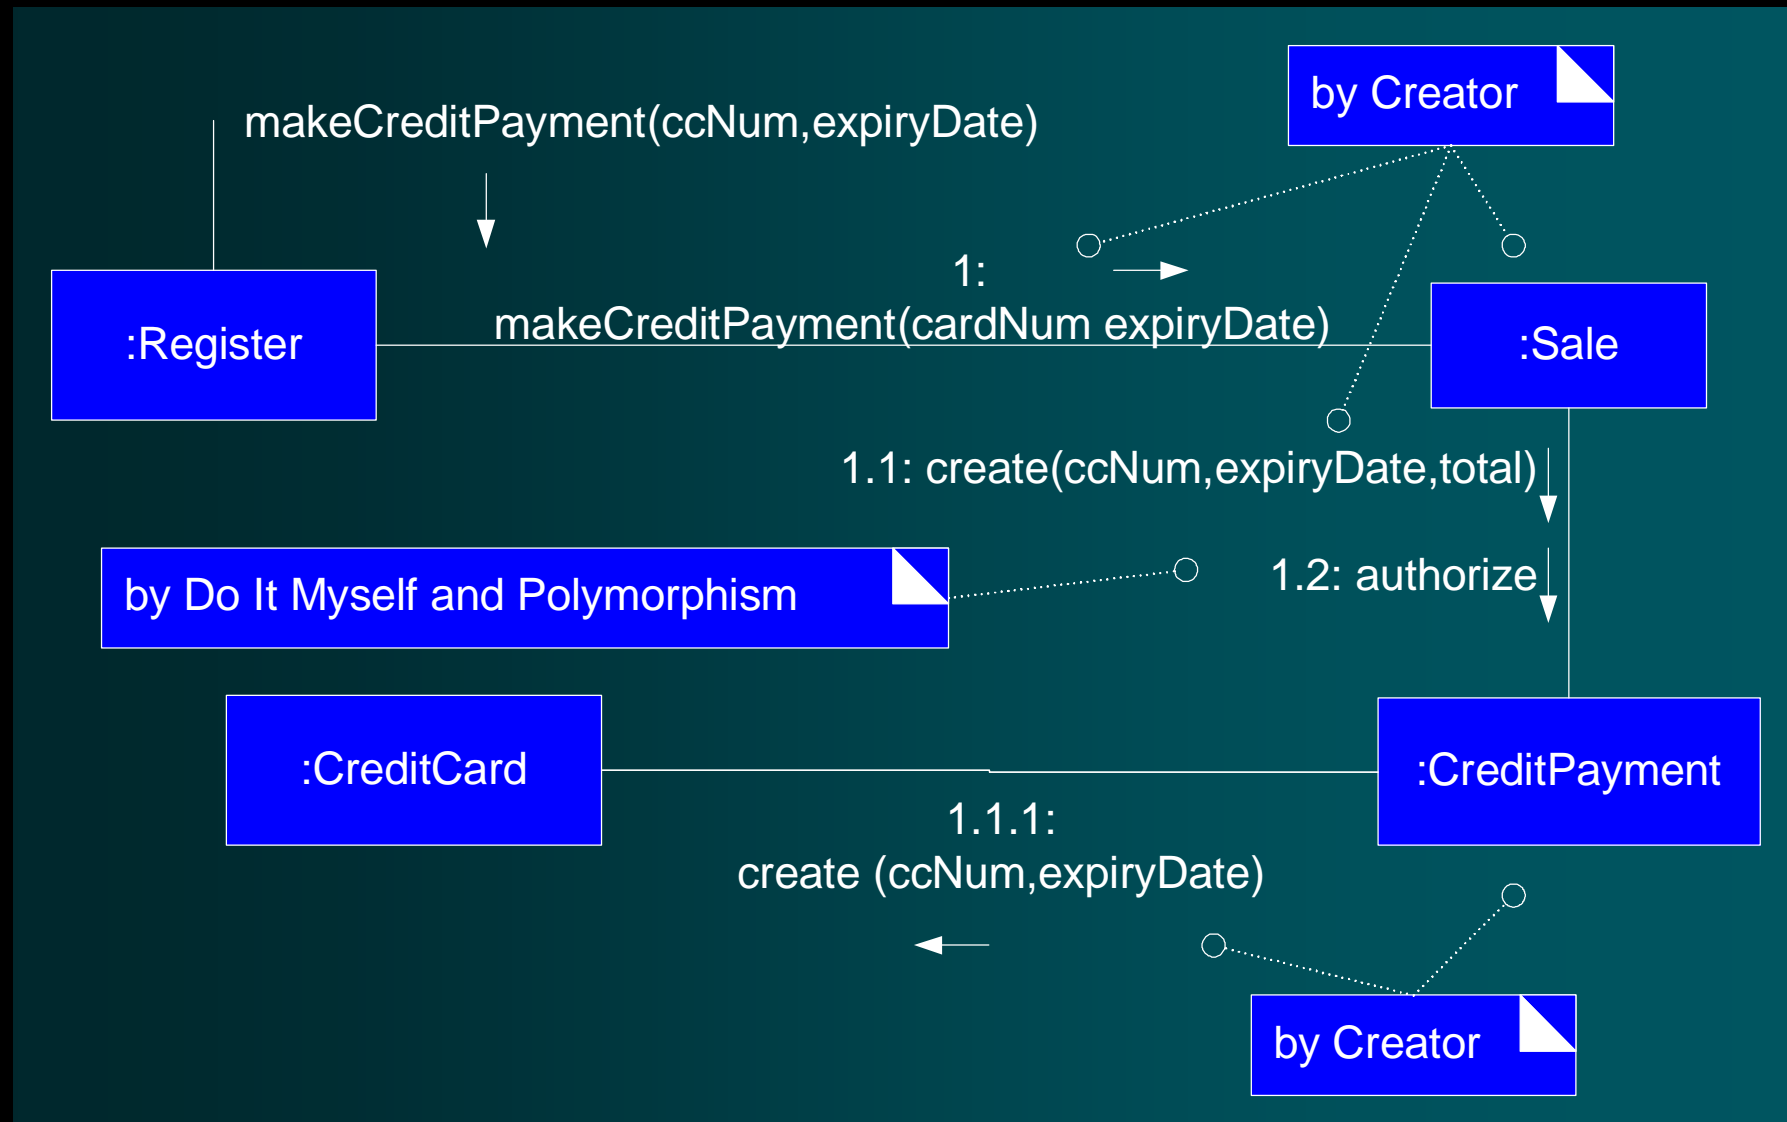 by Creator
makeCreditPayment(ccNum,expiryDate)
1:
makeCreditPayment(cardNum expiryDate)
:Register
:Sale
1.1: create(ccNum,expiryDate,total)
by Do It Myself and Polymorphism
1.2: authorize
:CreditCard
:CreditPayment
1.1.1:
create (ccNum,expiryDate)
by Creator